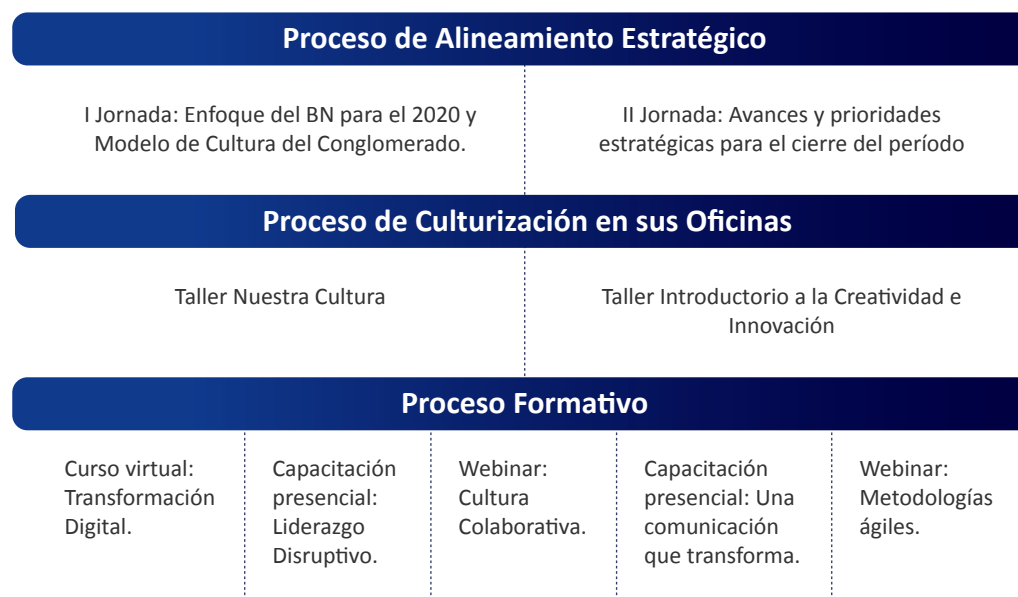 Proceso de Alineamiento Estratégico
I Jornada: Enfoque del BN para el 2020 y
Modelo de Cultura del Conglomerado.
II Jornada: Avances y prioridades
estratégicas para el cierre del período
Proceso de Culturización en sus Oficinas
Taller Nuestra Cultura
Taller Introductorio a la Creatividad e
Innovación
Proceso Formativo
Curso virtual:
Transformación
Digital.
Capacitación
presencial:
Liderazgo
Disruptivo.
Webinar:
Cultura
Colaborativa.
Capacitación
presencial: Una
comunicación
que transforma.
Webinar:
Metodologías
ágiles.